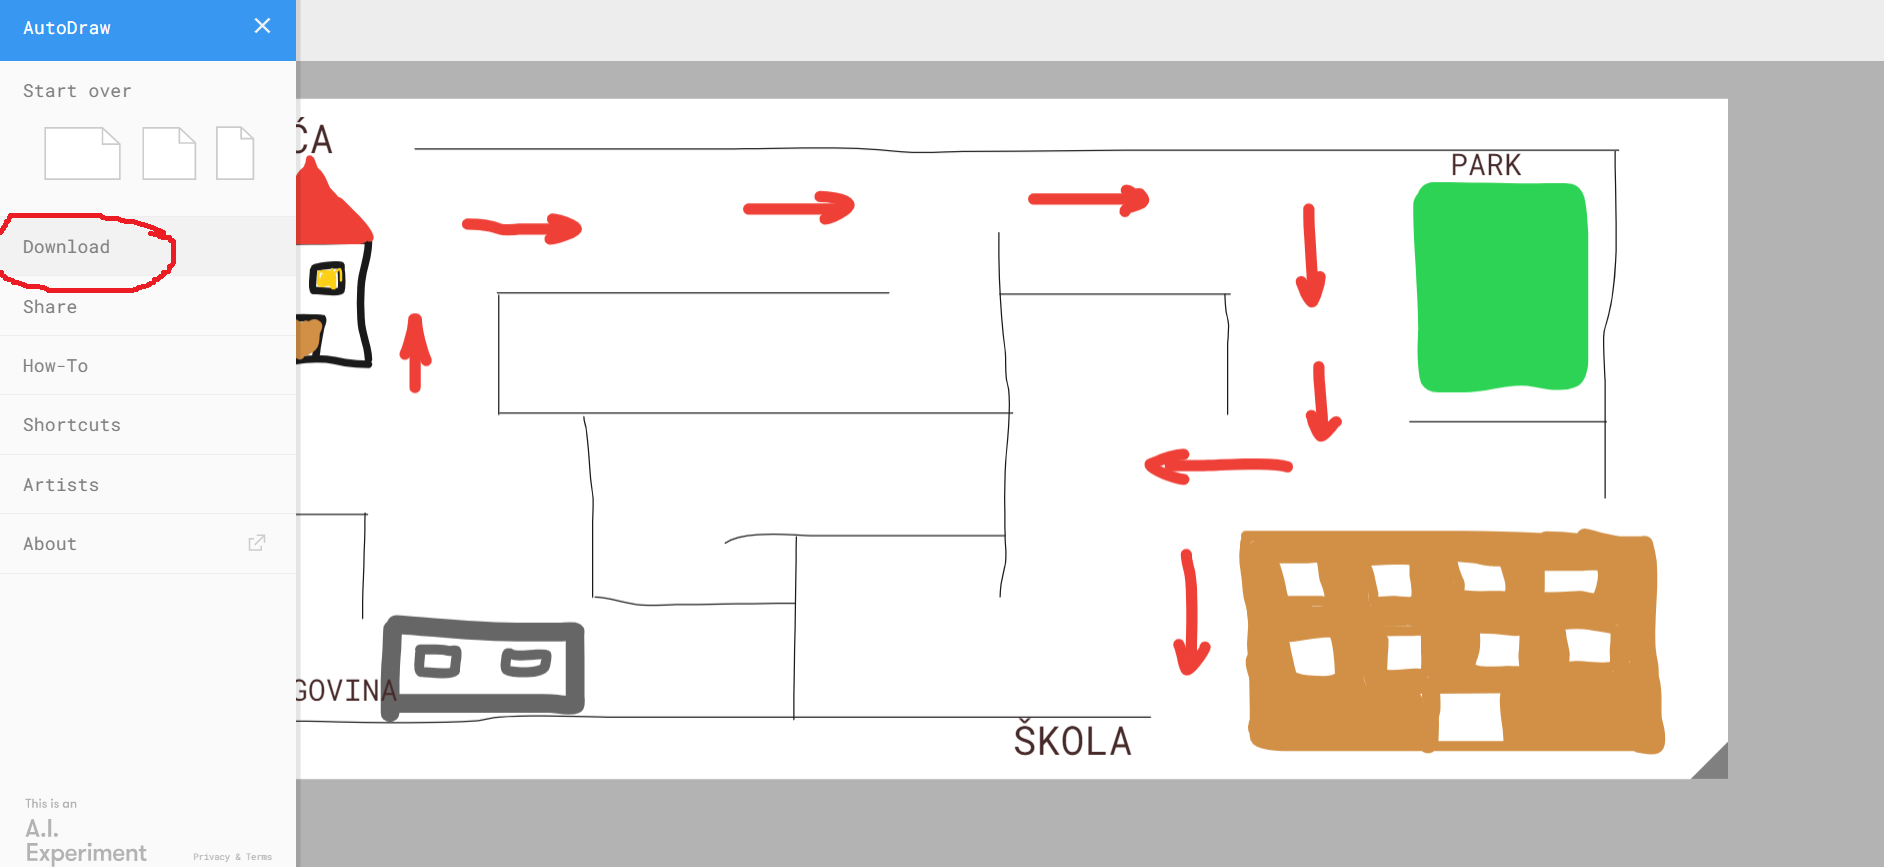 AutoDraw
Start over
Download
Share
How-To
Shortcuts
Artists
About
This is an
A.I.
Experiment
Privacy & Terms
ĆA
PARK
GOVINA
ŠKOLA